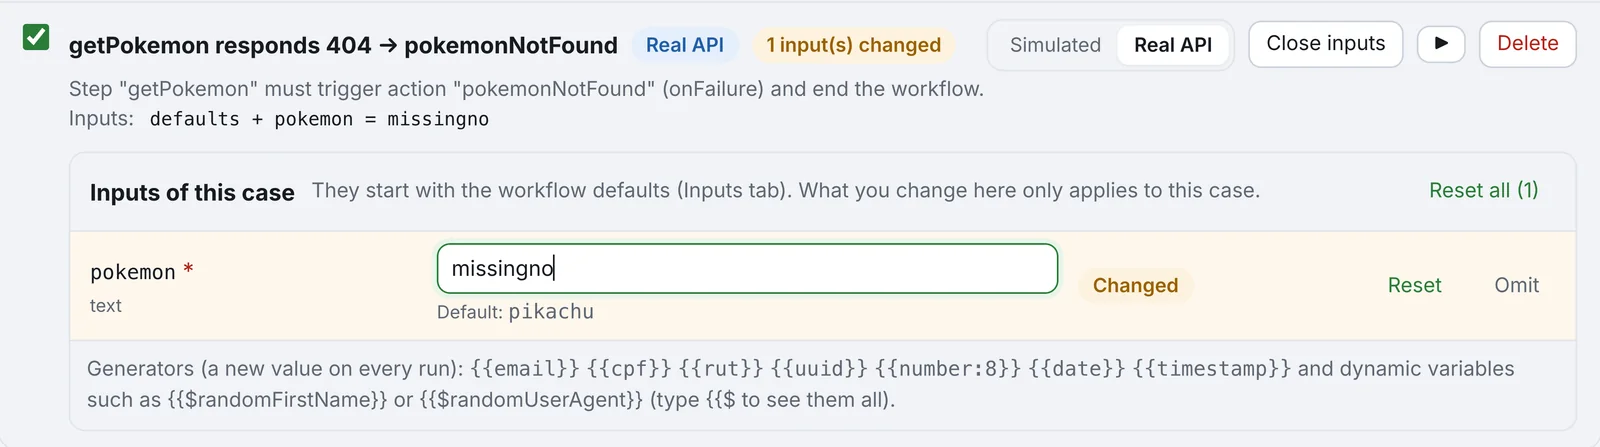 getPokemon responds 404 → pokemonNotFound Real API 1 input(s) changed Simulated Real API Close inputs Delete
Step "getPokemon" must trigger action "pokemonNotFound" (onFailure) and end the workflow.
Inputs: defaults + pokemon = missingno
Inputs of this case They start with the workflow defaults (Inputs tab). What you change here only applies to this case. Reset all (1)
pokemon * missingno Changed Reset Omit
text Default: pikachu
Generators (a new value on every run): {{email}} {{cpf}} {{rut}} {{uuid}} {{number:8}} {{date}} {{timestamp}} and dynamic variables
such as {{$randomFirstName}} or {{$randomUserAgent}} (type {{$ to see them all).